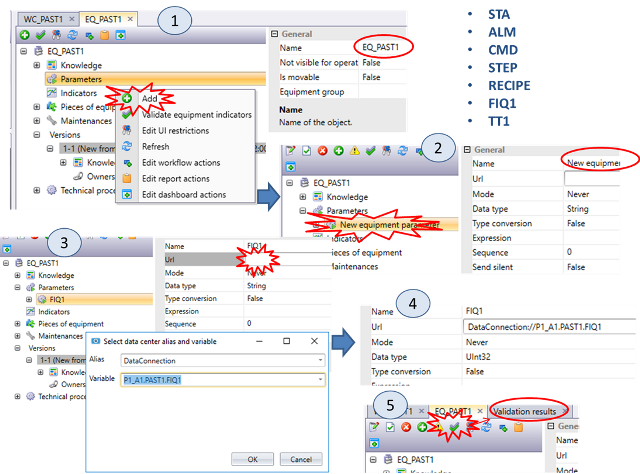 WC_PAST1 ×
EQ_PAST1 ×
1
EQ_PAST1
Knowledge
Parameters
Indicators
Pieces of equip
Maintenances
Versions
1-1 (New from
Knowle
Owners
Technical proce
Add
Validate equipment indicators
Edit UI restrictions
Refresh
Edit workflow actions
Edit report actions
Edit dashboard actions
General
Name EQ_PAST1
Not visible for operat False
Is movable False
Equipment group
Name
Name of the object.
• STA
• ALM
• CMD
• STEP
• RECIPE
• FIQ1
• TT1
2
EQ_PAST1
Knowledge
Parameters
New equipment parameter
Indicators
ieces of equipment
Maintenances
General
Name New equipmer
Url
Mode Never
Data type String
Type conversion False
Expression
Sequence 0
Send silent False
3
EQ_PAST1
Knowledge
Parameters
FIQ1
Indicators
Pieces of equipment
Maintenances
Versions
1-1 (New
Knowle
Owners
Technical proce
Name FIQ1
Url
Mode Never
Data type String
Type conversion False
Expression
Sequence 0
Select data center alias and variable
Alias DataConnection
Variable P1_A1.PAST1.FIQ1
OK Cancel
4
Name FIQ1
Url DataConnection://P1_A1.PAST1.FIQ1
Mode Never
Data type UInt32
Type conversion False
5
EQ_PAST1 ×
Validation results ×
EQ_PAST1
General
Name
Url
Mode